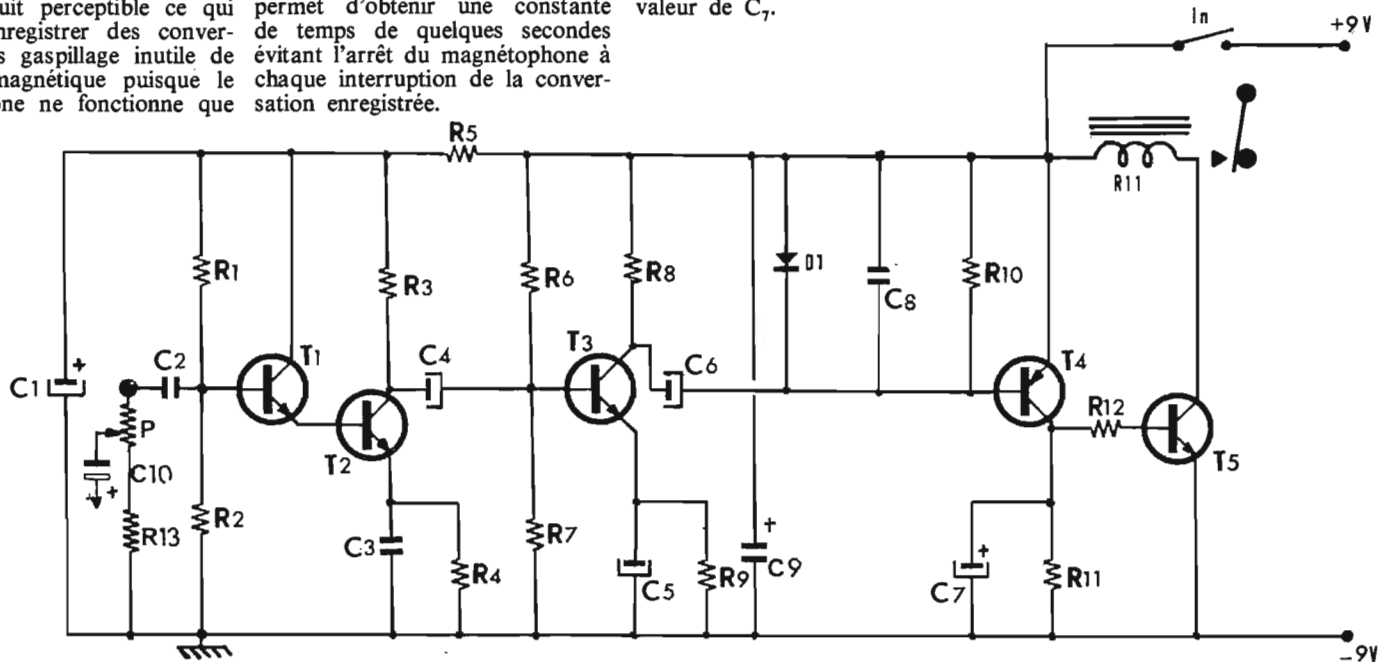 uit perceptible ce qui
nregistrer des conver-
s gaspillage inutile de
magnétique puisque le
one ne fonctionne que
permet d'obtenir une constante
de temps de quelques secondes
évitant l'arrêt du magnétophone à
chaque interruption de la conver-
sation enregistrée.
valeur de C7.
In
+9V
R5
R11
R1
R3
R6
R8
D1
C8
R10
C1
+
C2
T1
C4
T3
C6
T4
P
T2
R12
T5
C10
+
R13
R2
C3
R4
R7
C5
R9
+
C9
C7
+
R11
-9V